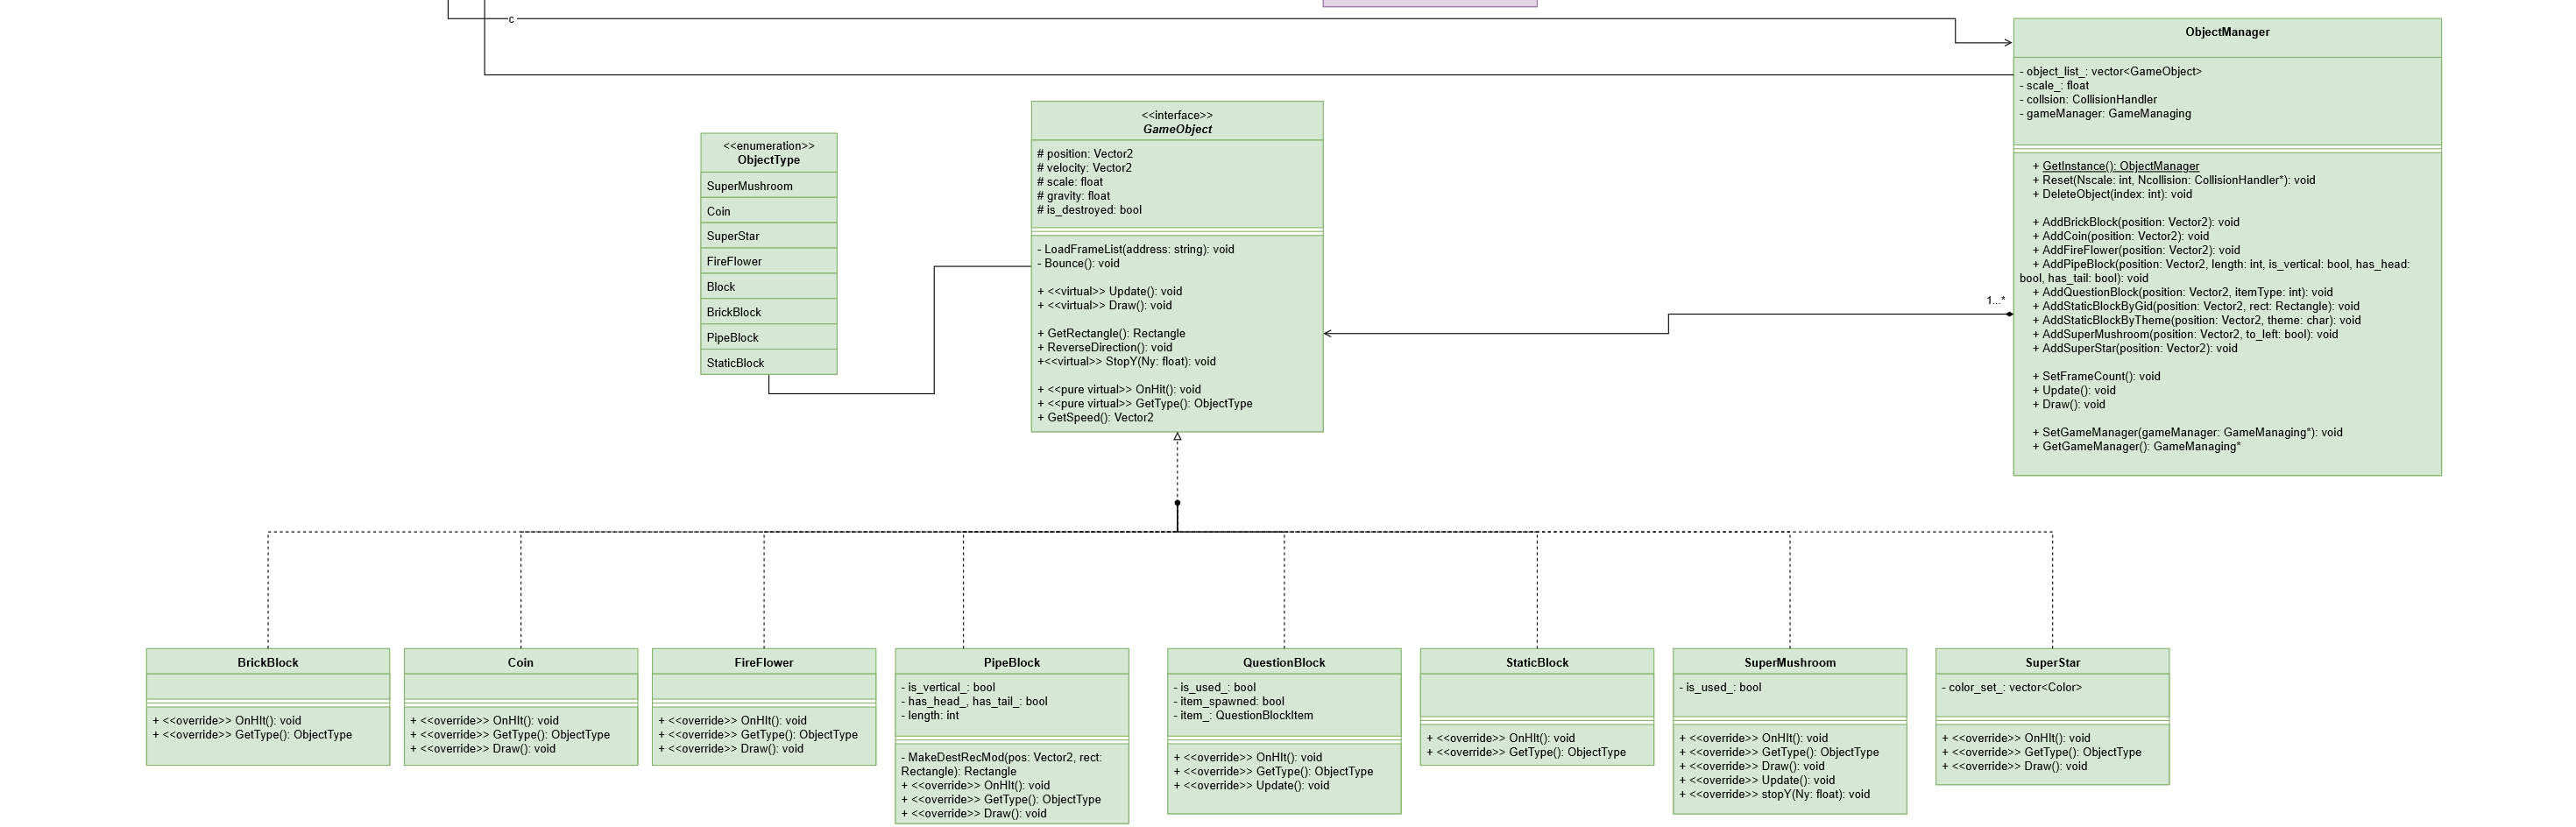 c
ObjectManager
- object_list_: vector<GameObject>
- scale_: float
- collsion: CollisionHandler
- gameManager: GameManaging
+ GetInstance(): ObjectManager
+ Reset(Nscale: int, Ncollision: CollisionHandler*): void
+ DeleteObject(index: int): void
+ AddBrickBlock(position: Vector2): void
+ AddCoin(position: Vector2): void
+ AddFireFlower(position: Vector2): void
+ AddPipeBlock(position: Vector2, length: int, is_vertical: bool, has_head:
bool, has_tail: bool): void
+ AddQuestionBlock(position: Vector2, itemType: int): void
+ AddStaticBlockByGid(position: Vector2, rect: Rectangle): void
+ AddStaticBlockByTheme(position: Vector2, theme: char): void
+ AddSuperMushroom(position: Vector2, to_left: bool): void
+ AddSuperStar(position: Vector2): void
+ SetFrameCount(): void
+ Update(): void
+ Draw(): void
+ SetGameManager(gameManager: GameManaging*): void
+ GetGameManager(): GameManaging*
1...*
<<interface>>
GameObject
# position: Vector2
# velocity: Vector2
# scale: float
# gravity: float
# is_destroyed: bool
- LoadFrameList(address: string): void
- Bounce(): void
+ <<virtual>> Update(): void
+ <<virtual>> Draw(): void
+ GetRectangle(): Rectangle
+ ReverseDirection(): void
+<<virtual>> StopY(Ny: float): void
+ <<pure virtual>> OnHit(): void
+ <<pure virtual>> GetType(): ObjectType
+ GetSpeed(): Vector2
<<enumeration>>
ObjectType
SuperMushroom
Coin
SuperStar
FireFlower
Block
BrickBlock
PipeBlock
StaticBlock
BrickBlock
+ <<override>> OnHIt(): void
+ <<override>> GetType(): ObjectType
Coin
+ <<override>> OnHIt(): void
+ <<override>> GetType(): ObjectType
+ <<override>> Draw(): void
FireFlower
+ <<override>> OnHIt(): void
+ <<override>> GetType(): ObjectType
+ <<override>> Draw(): void
PipeBlock
- is_vertical_: bool
- has_head_, has_tail_: bool
- length: int
- MakeDestRecMod(pos: Vector2, rect:
Rectangle): Rectangle
+ <<override>> OnHIt(): void
+ <<override>> GetType(): ObjectType
+ <<override>> Draw(): void
QuestionBlock
- is_used_: bool
- item_spawned: bool
- item_: QuestionBlockItem
+ <<override>> OnHIt(): void
+ <<override>> GetType(): ObjectType
+ <<override>> Update(): void
StaticBlock
+ <<override>> OnHIt(): void
+ <<override>> GetType(): ObjectType
SuperMushroom
- is_used_: bool
+ <<override>> OnHIt(): void
+ <<override>> GetType(): ObjectType
+ <<override>> Draw(): void
+ <<override>> Update(): void
+ <<override>> stopY(Ny: float): void
SuperStar
- color_set_: vector<Color>
+ <<override>> OnHIt(): void
+ <<override>> GetType(): ObjectType
+ <<override>> Draw(): void